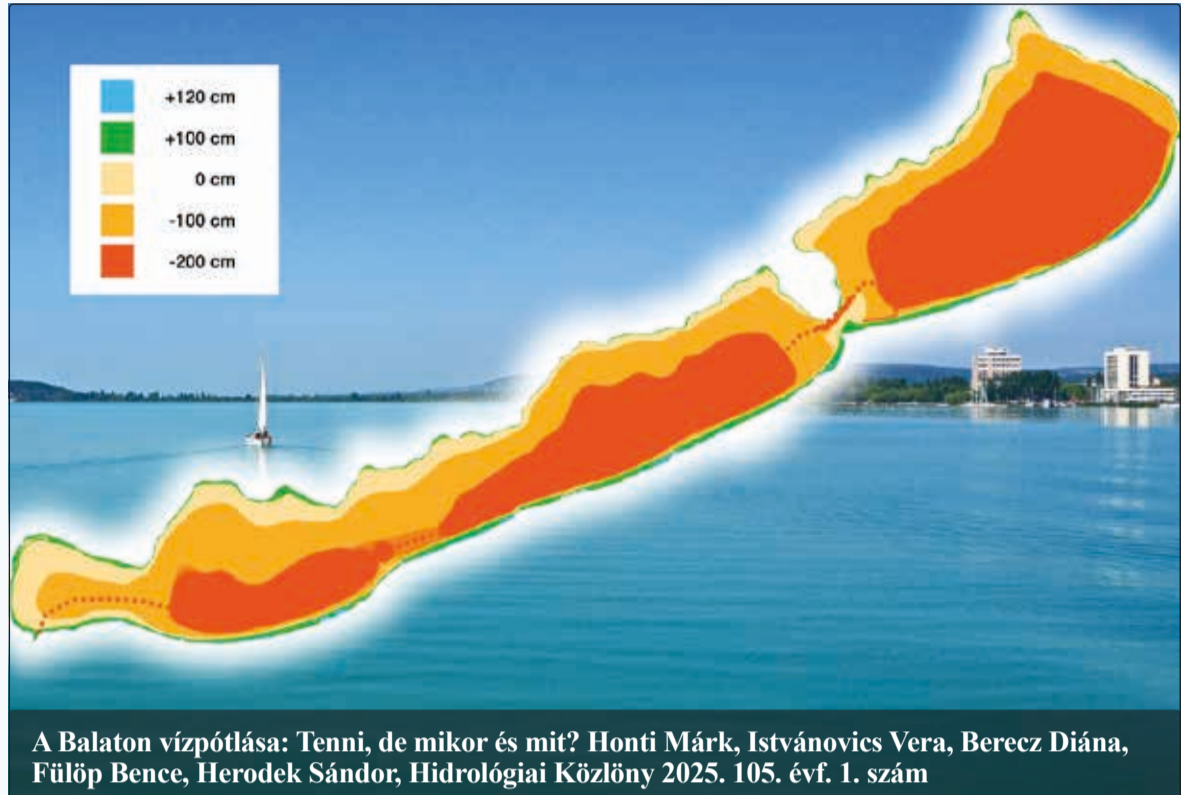 +120 cm
+100 cm
0 cm
-100 cm
-200 cm
A Balaton vízpótlása: Tenni, de mikor és mit? Honti Márk, Istvánovics Vera, Berecz Diána,
Fülöp Bence, Herodek Sándor, Hidrológiai Közlöny 2025. 105. évf. 1. szám